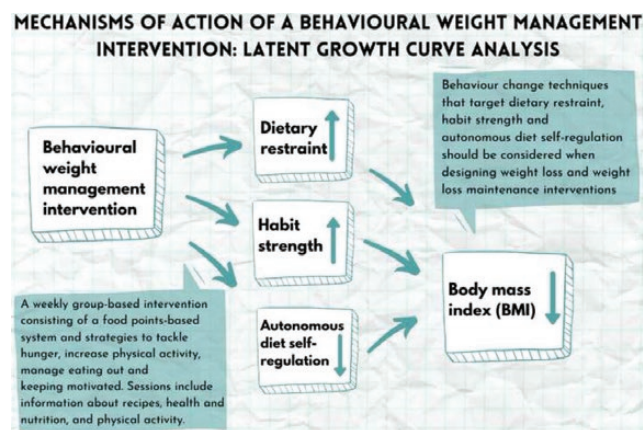 MECHANISMS OF ACTION OF A BEHAVIOURAL WEIGHT MANAGEMENT
INTERVENTION: LATENT GROWTH CURVE ANALYSIS
Behavioural
weight
management
intervention
Dietary
restraint
Habit
strength
Autonomous
diet self-
regulation
Body mass
index (BMI)
Behaviour change techniques
that target dietary restraint,
habit strength and
autonomous diet self-regulation
should be considered when
designing weight loss and weight
loss maintenance interventions
A weekly group-based intervention
consisting of a food points-based
system and strategies to tackle
hunger, increase physical activity,
manage eating out and
keeping motivated. Sessions include
information about recipes, health and
nutrition, and physical activity.